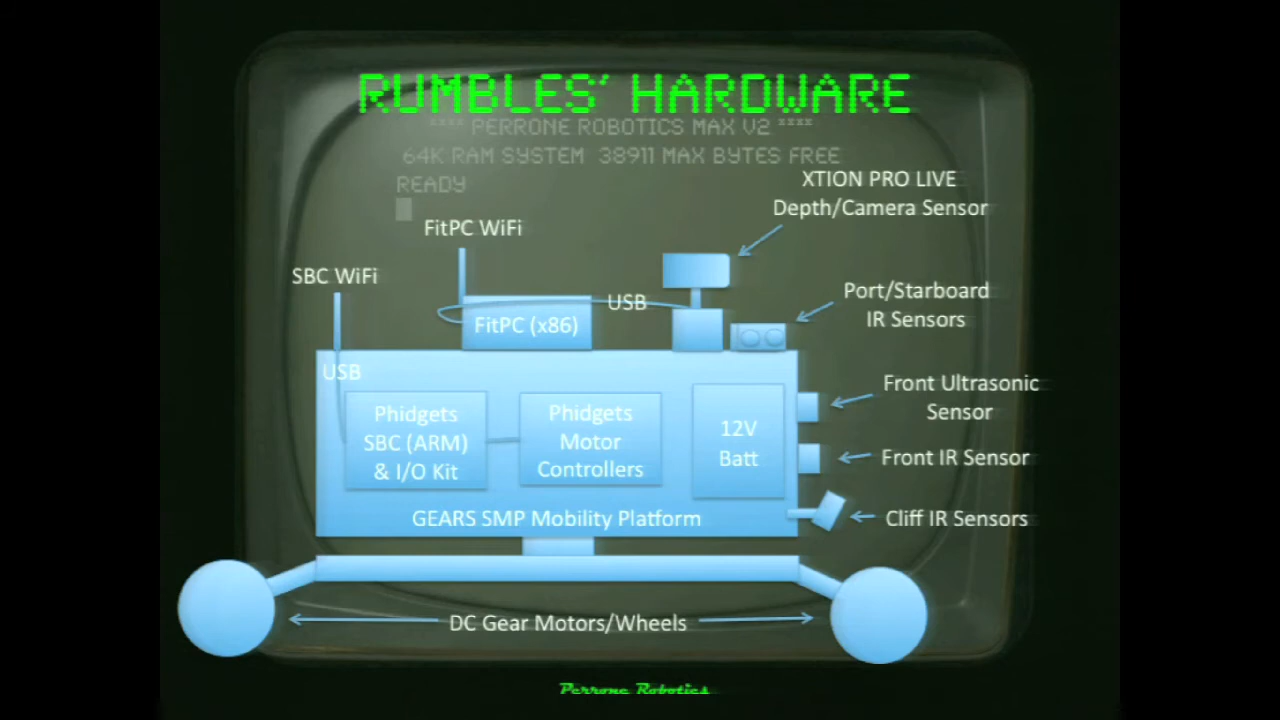 RUMBLES' HARDWARE
**** PERRONE ROBOTICS MAX V2 ****
64K RAM SYSTEM 38911 MAX BYTES FREE
READY
XTION PRO LIVE
Depth/Camera Sensor
FitPC WiFi
SBC WiFi
USB
Port/Starboard
IR Sensors
FitPC (x86)
USB
Front Ultrasonic
Sensor
Phidgets
SBC (ARM)
& I/O Kit
Phidgets
Motor
Controllers
12V
Batt
Front IR Sensor
GEARS SMP Mobility Platform
Cliff IR Sensors
DC Gear Motors/Wheels
Perrone Robotics